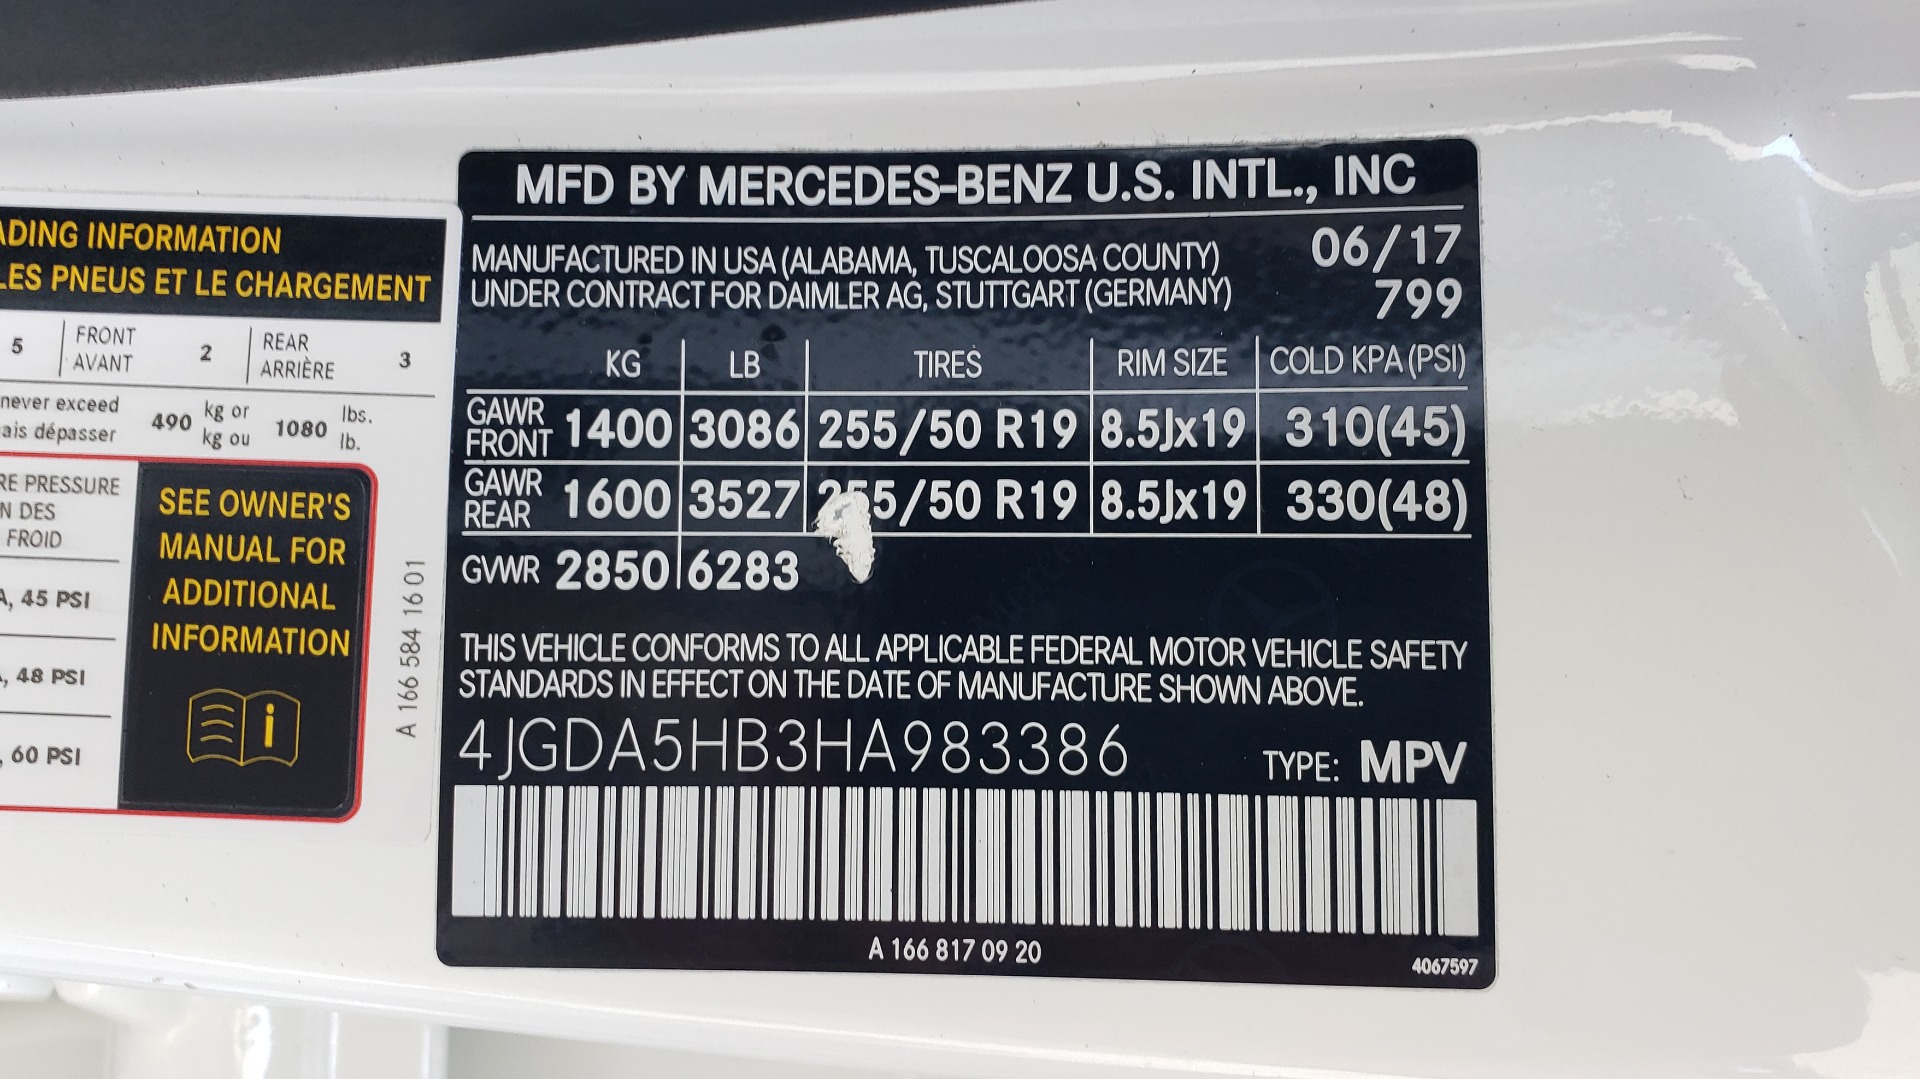 ADING INFORMATION
LES PNEUS ET LE CHARGEMENT
5 FRONT AVANT 2 REAR ARRIÈRE 3
never exceed 490 kg or 1080 lbs.
ais dépasser kg ou lb.
RE PRESSURE
N DES
FROID
45 PSI
48 PSI
60 PSI
SEE OWNER'S
MANUAL FOR
ADDITIONAL
INFORMATION
A 166 584 16 01
MFD BY MERCEDES-BENZ U.S. INTL., INC
MANUFACTURED IN USA (ALABAMA, TUSCALOOSA COUNTY) 06/17
UNDER CONTRACT FOR DAIMLER AG, STUTTGART (GERMANY) 799
KG LB TIRES RIM SIZE COLD KPA (PSI)
GAWR FRONT 1400 3086 255/50 R19 8.5Jx19 310(45)
GAWR REAR 1600 3527 255/50 R19 8.5Jx19 330(48)
GVWR 2850 6283
THIS VEHICLE CONFORMS TO ALL APPLICABLE FEDERAL MOTOR VEHICLE SAFETY
STANDARDS IN EFFECT ON THE DATE OF MANUFACTURE SHOWN ABOVE.
4JGDA5HB3HA983386 TYPE: MPV
A 166 817 09 20
4067597